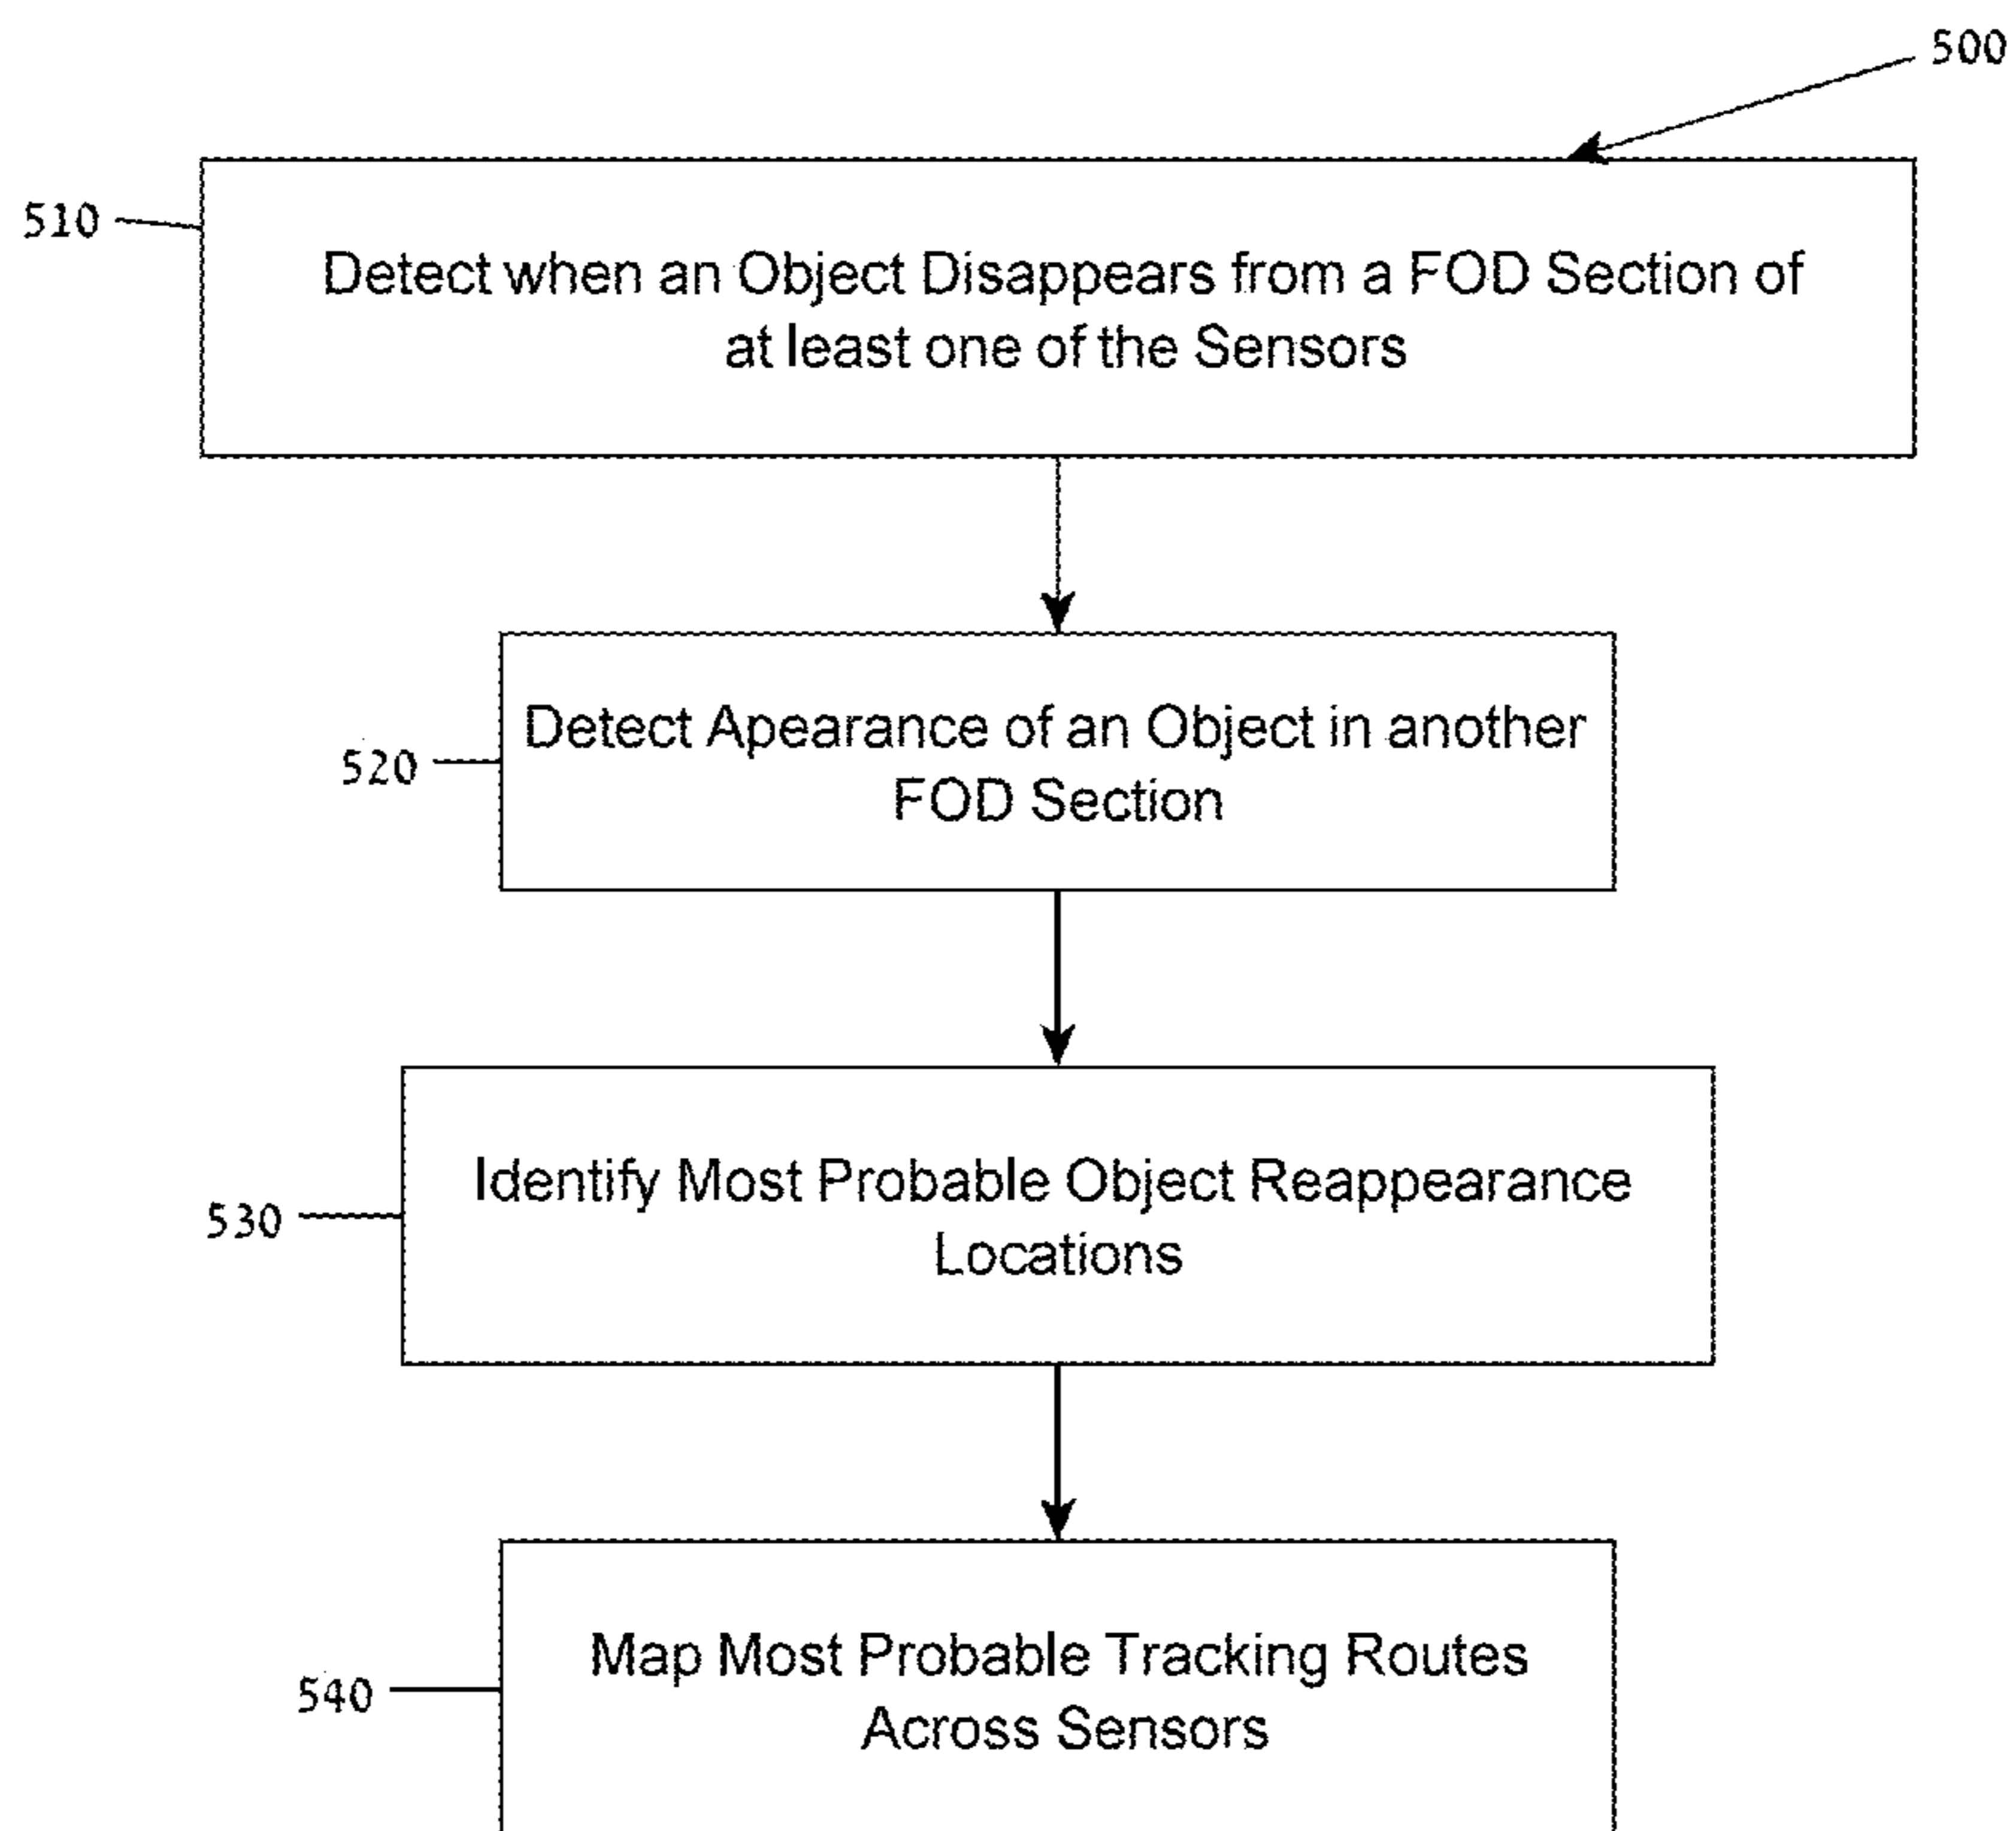 500
510
Detect when an Object Disappears from a FOD Section of
at least one of the Sensors
520
Detect Apearance of an Object in another
FOD Section
530
Identify Most Probable Object Reappearance
Locations
540
Map Most Probable Tracking Routes
Across Sensors